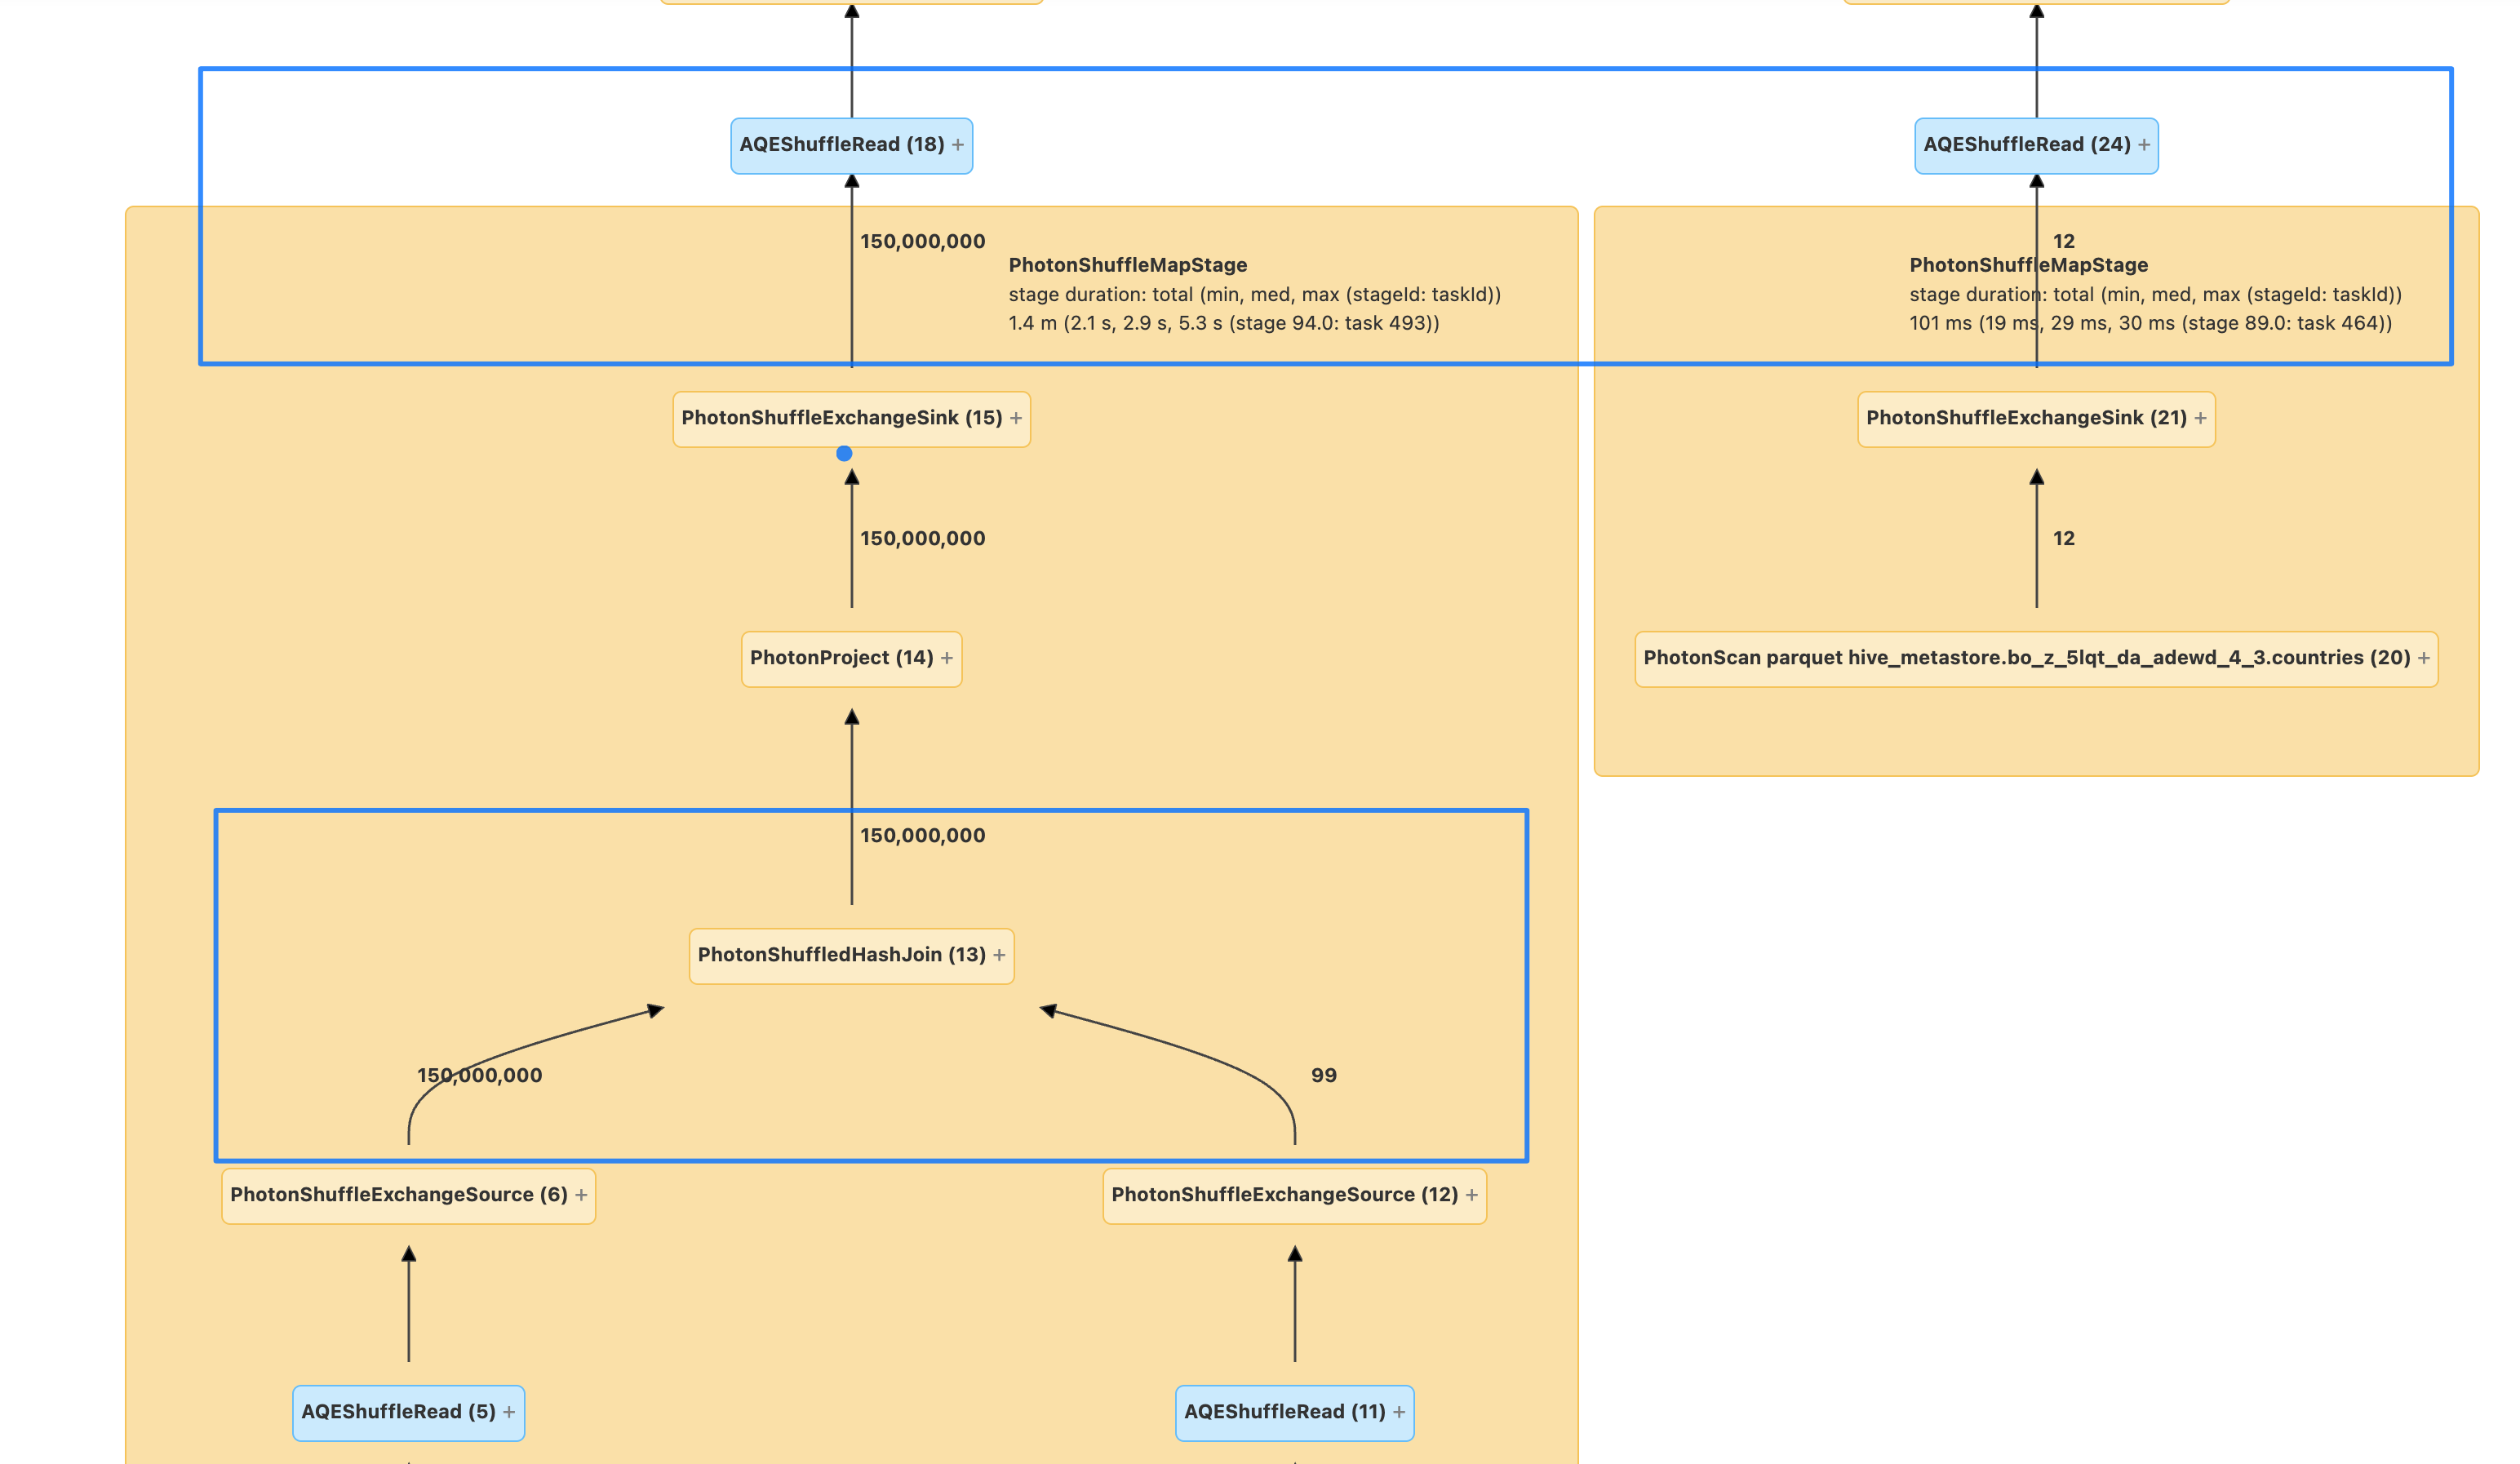 AQEShuffleRead (18) +
AQEShuffleRead (24) +
150,000,000
PhotonShuffleMapStage
stage duration: total (min, med, max (stageId: taskId))
1.4 m (2.1 s, 2.9 s, 5.3 s (stage 94.0: task 493))
12
PhotonShuffleMapStage
stage duration: total (min, med, max (stageId: taskId))
101 ms (19 ms, 29 ms, 30 ms (stage 89.0: task 464))
PhotonShuffleExchangeSink (15) +
PhotonShuffleExchangeSink (21) +
150,000,000
12
PhotonProject (14) +
PhotonScan parquet hive_metastore.bo_z_5lqt_da_adewd_4_3.countries (20) +
150,000,000
PhotonShuffledHashJoin (13) +
150,000,000
99
PhotonShuffleExchangeSource (6) +
PhotonShuffleExchangeSource (12) +
AQEShuffleRead (5) +
AQEShuffleRead (11) +